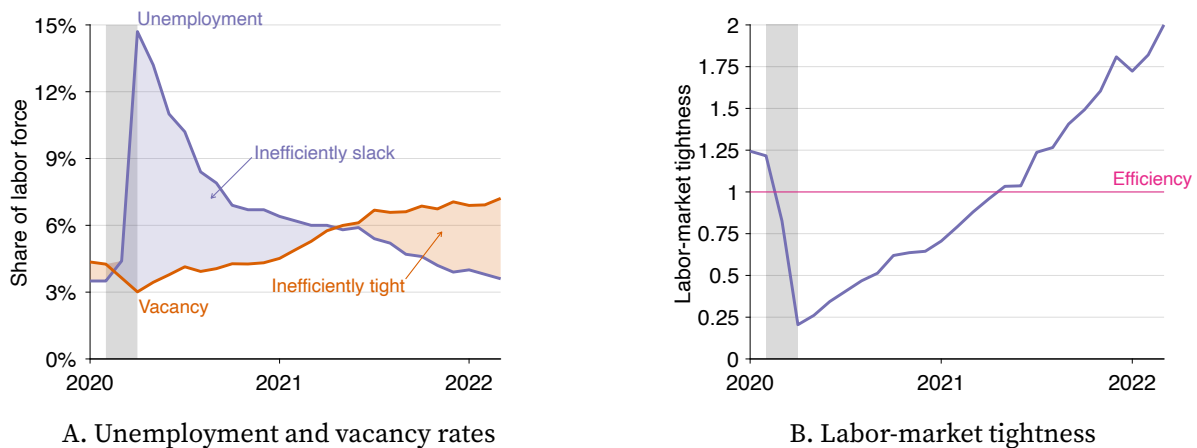 Share of labor force
15%
12%
9%
6%
3%
0%
2020
2021
2022
Unemployment
Inefficiently slack
Inefficiently tight
Vacancy
A. Unemployment and vacancy rates
Labor-market tightness
2
1.75
1.5
1.25
1
0.75
0.5
0.25
0
2020
2021
2022
Efficiency
B. Labor-market tightness